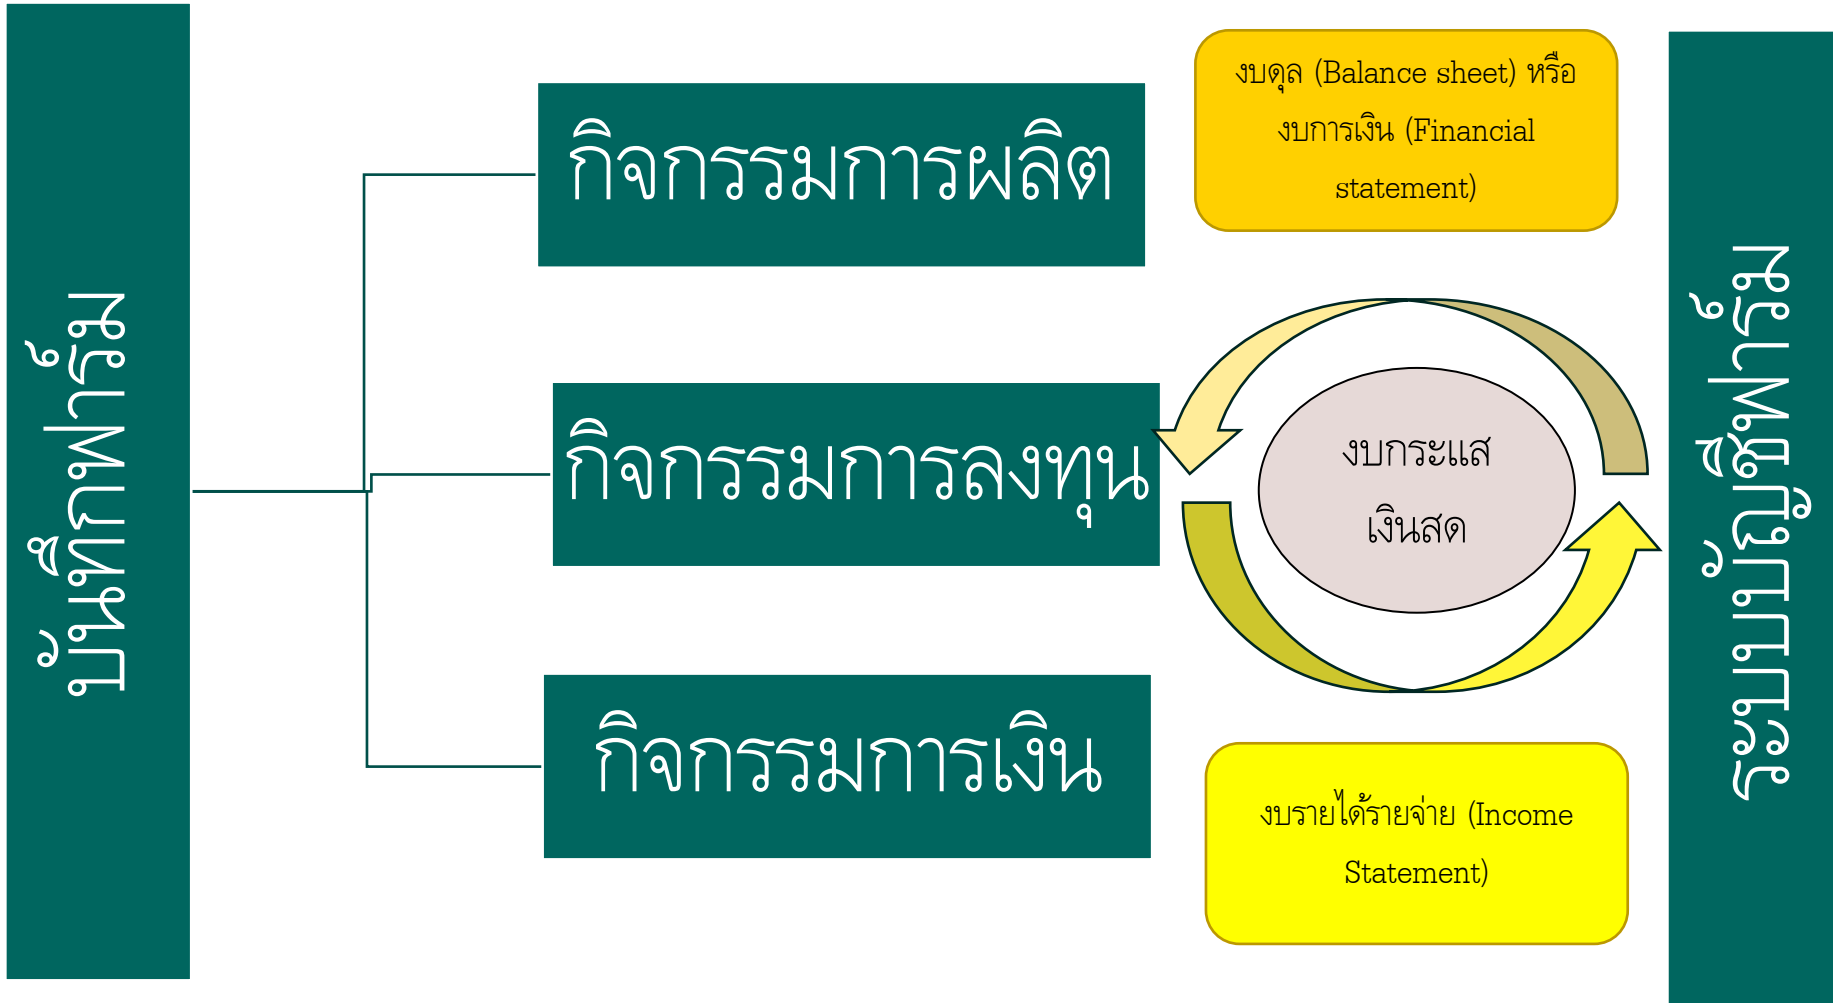 บันทึกฟาร์ม
กิจกรรมการผลิต
กิจกรรมการลงทุน
กิจกรรมการเงิน
งบดุล (Balance sheet) หรือ
งบการเงิน (Financial
statement)
งบกระแส
เงินสด
งบรายได้รายจ่าย (Income
Statement)
ระบบบัญชีฟาร์ม